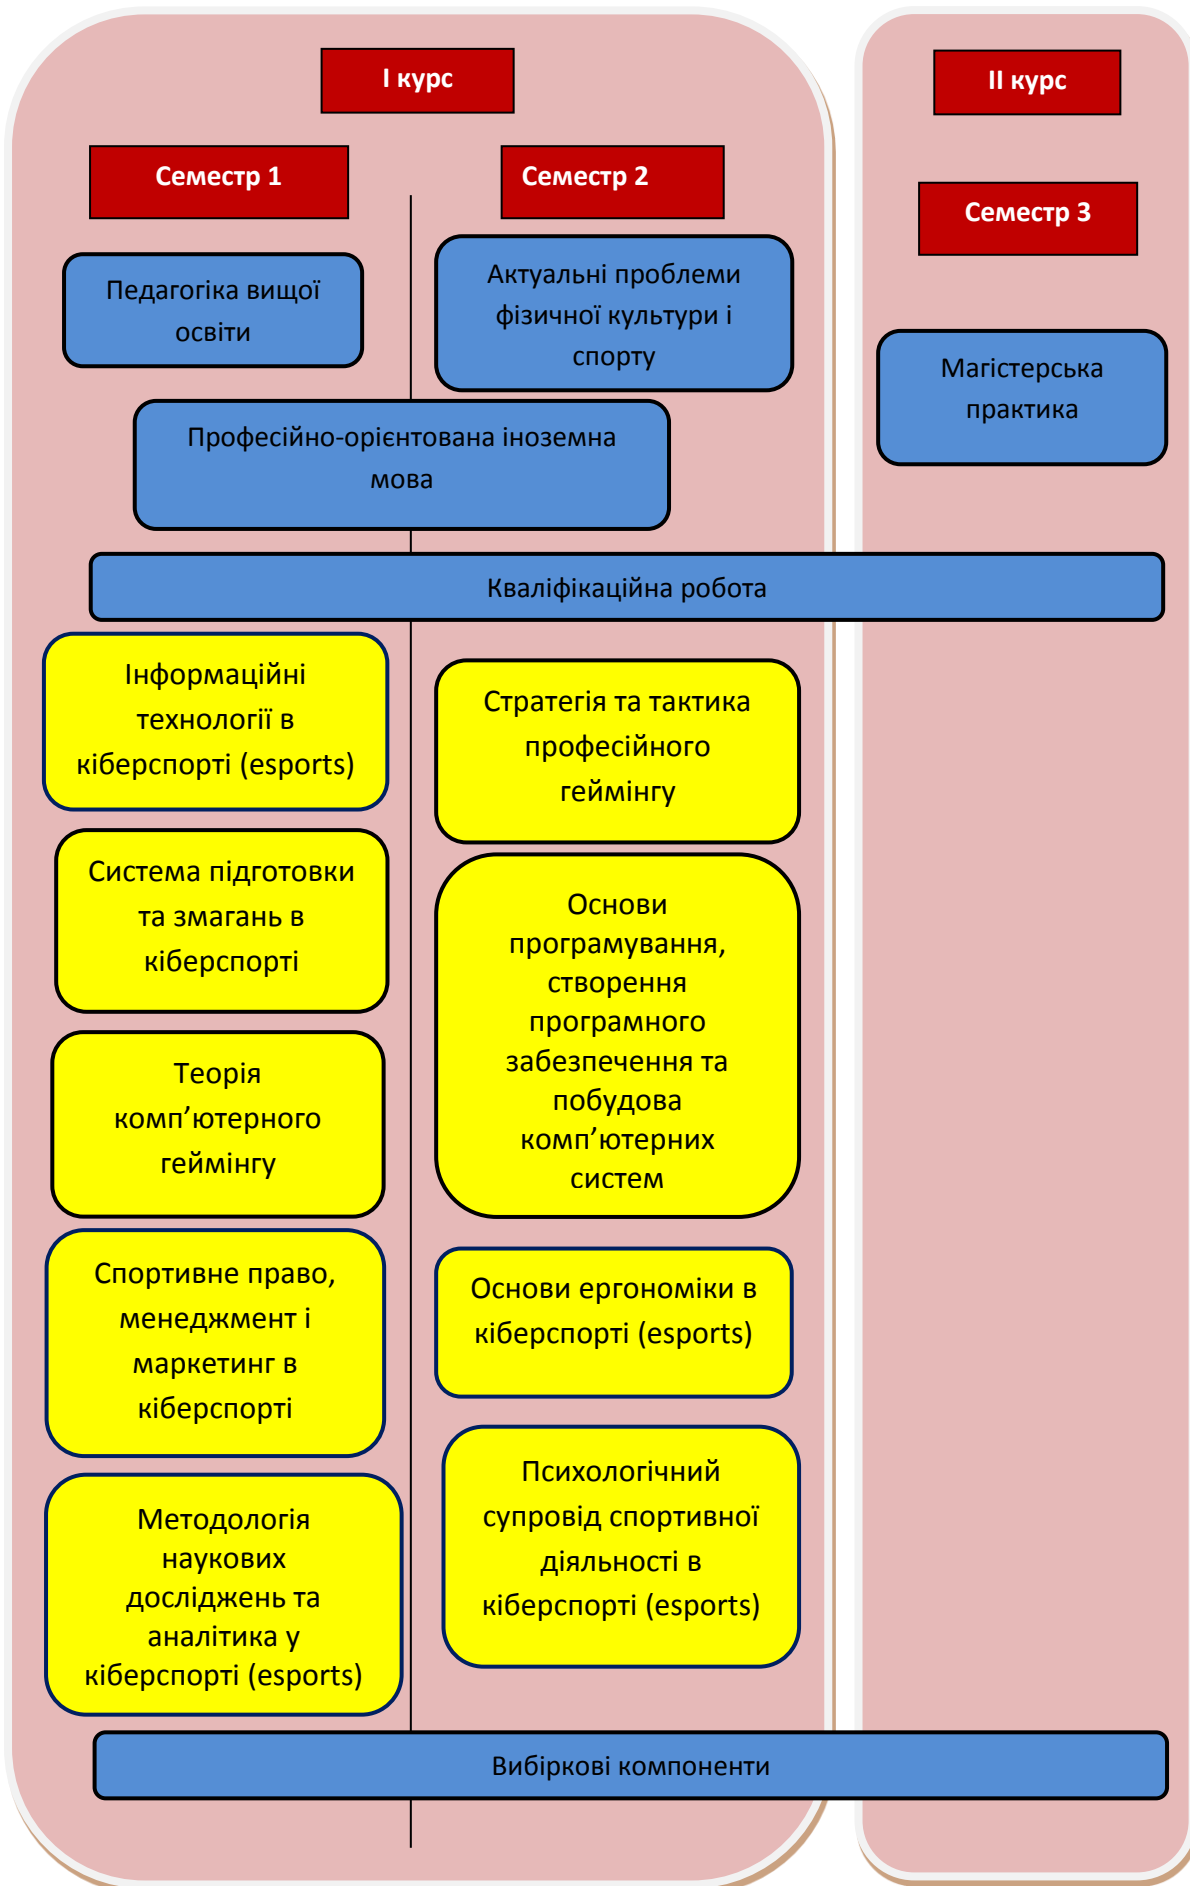 І курс
ІІ курс
Семестр 1
Семестр 2
Семестр 3
Педагогіка вищої
освіти
Актуальні проблеми
фізичної культури і
спорту
Магістерська
практика
Професійно-орієнтована іноземна
мова
Кваліфікаційна робота
Інформаційні
технології в
кіберспорті (esports)
Система підготовки
та змагань в
кіберспорті
Теорія
комп’ютерного
геймінгу
Спортивне право,
менеджмент і
маркетинг в
кіберспорті
Методологія
наукових
досліджень та
аналітика у
кіберспорті (esports)
Стратегія та тактика
професійного
геймінгу
Основи
програмування,
створення
програмного
забезпечення та
побудова
комп’ютерних
систем
Основи ергономіки в
кіберспорті (esports)
Психологічний
супровід спортивної
діяльності в
кіберспорті (esports)
Вибіркові компоненти